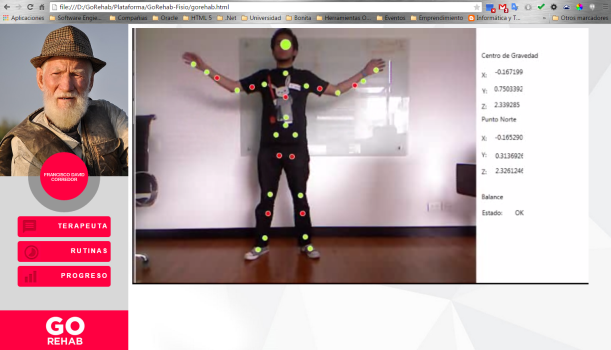 file:///D:/GoRehab/Plataforma/GoRehab-Fisio/gorehab.html
Aplicaciones
Software Engine...
Compañías
Oracle
HTML 5
.Net
Universidad
Bonita
Herramientas O...
Eventos
Emprendimiento
Informática y T...
»
Otros marcadores
FRANCISCO DAVID
CORREDOR
TERAPEUTA
RUTINAS
PROGRESO
GO
REHAB
Centro de Gravedad
X: -0.167199
Y: 0.7503392
Z: 2.339285
Punto Norte
X: -0.165290
Y: 0.3136926
Z: 2.3261246
Balance
Estado: OK